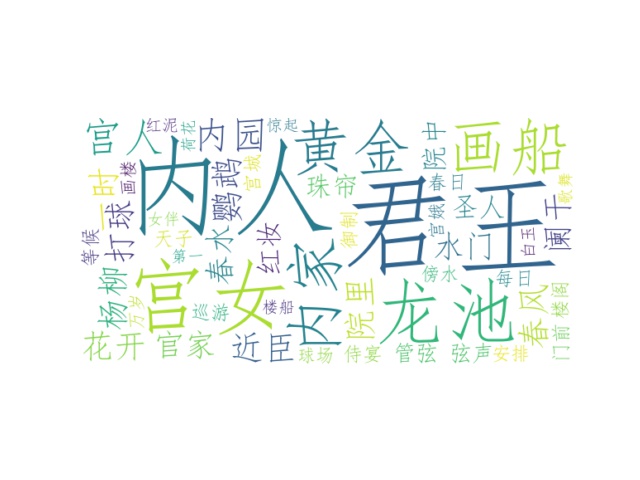 宫人
红泥
荷花
内园
惊起
黄金
院中
画船
一时
画楼
内人
鹦鹉
宫城
珠帘
君王
春日
歌舞
打球
女伴
宫娥
圣人
阑干
等候
天子
春水
红妆
御制
水门
白玉
第一
杨柳
万岁
宫女
巡游
楼船
内家
院里
龙池
傍水
每日
春风
花开
官家
近臣
球场
侍宴
管弦
弦声
安排
门前
楼阁